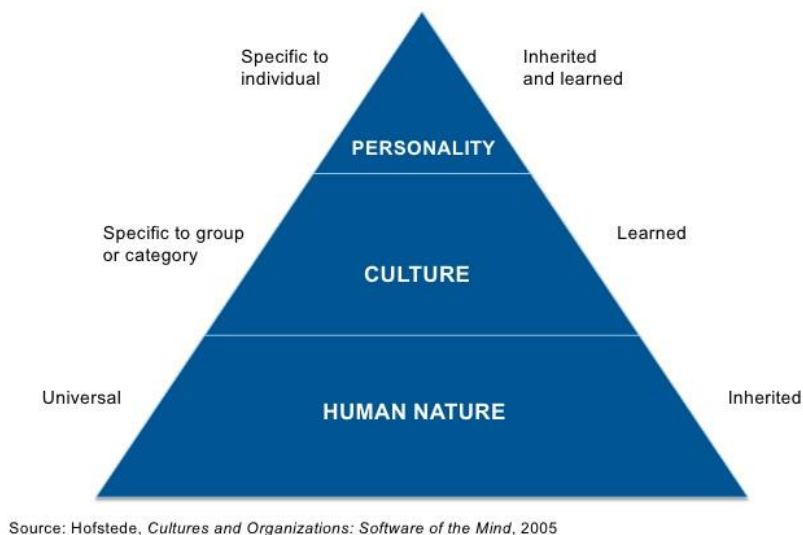 Specific to
individual
Inherited
and learned
PERSONALITY
Specific to group
or category
Learned
CULTURE
Universal
HUMAN NATURE
Inherited
Source: Hofstede, Cultures and Organizations: Software of the Mind, 2005